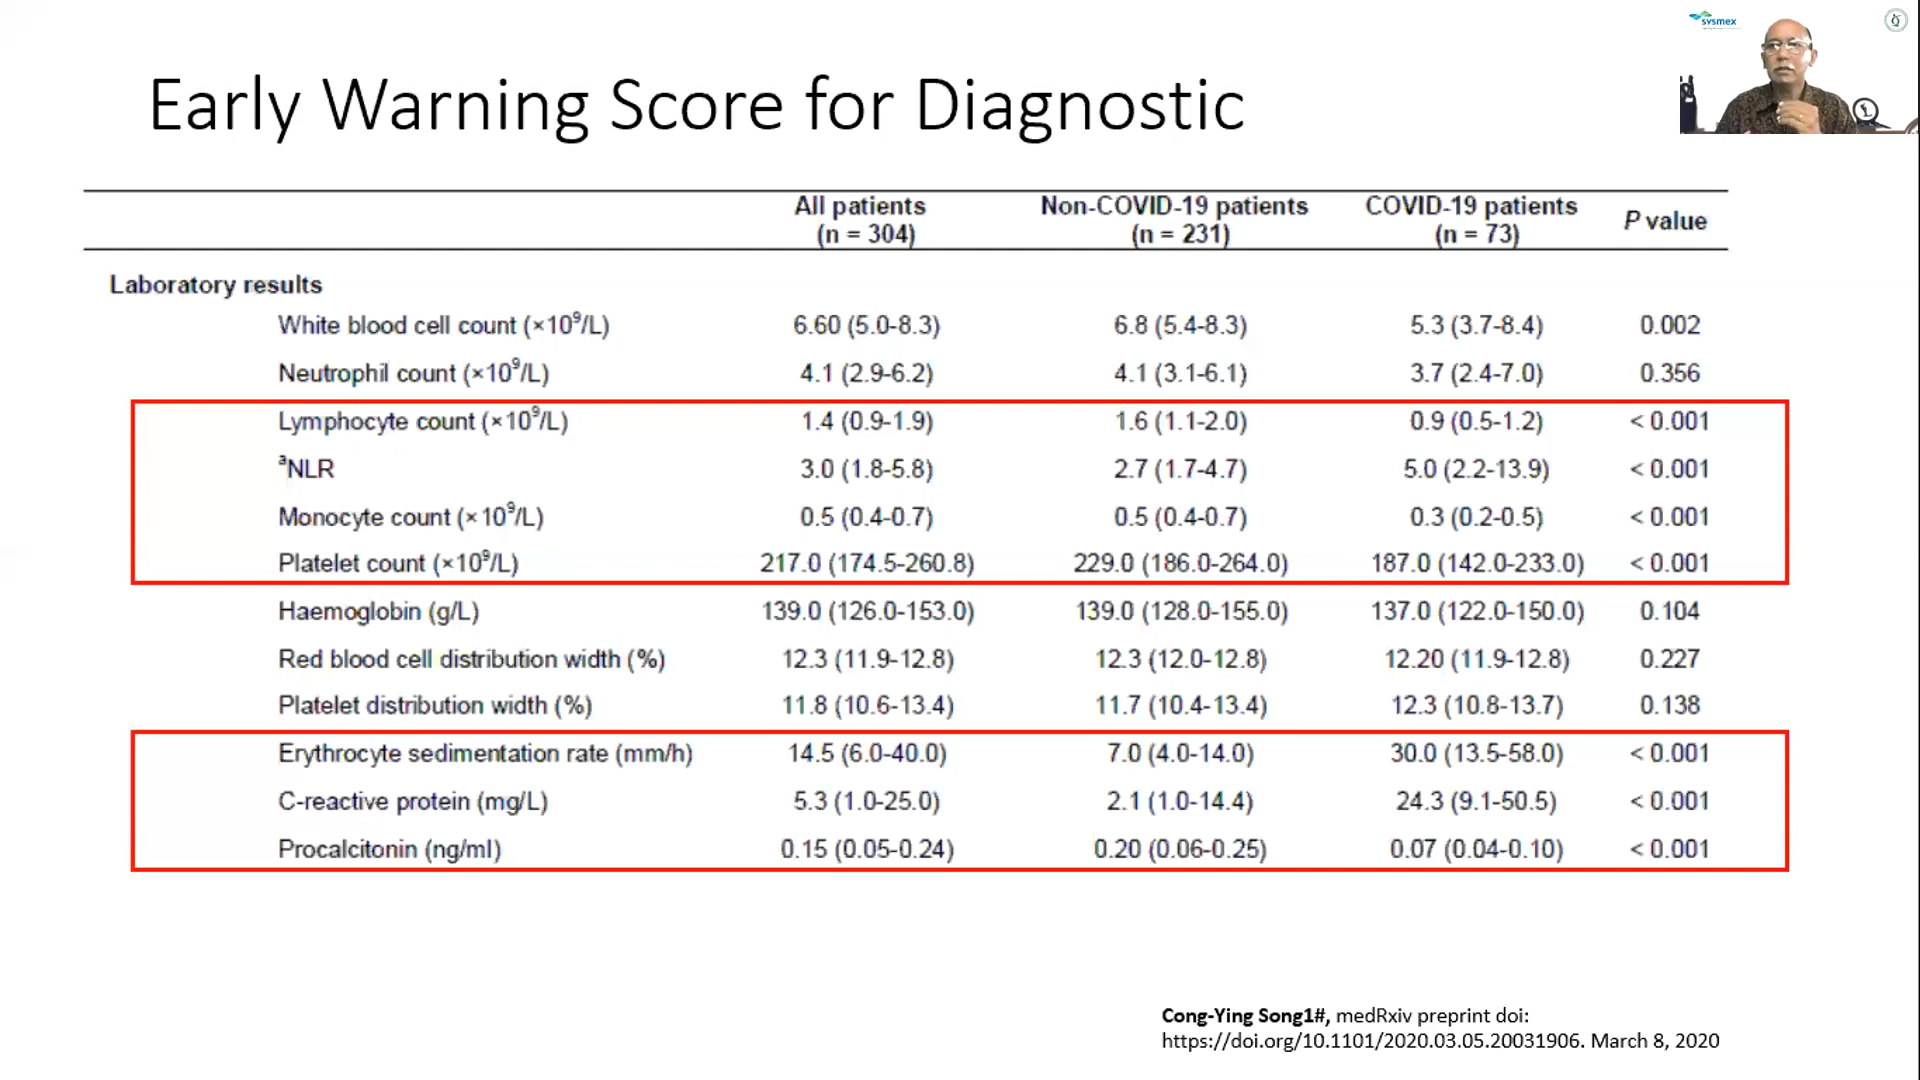 sysmex
Early Warning Score for Diagnostic
All patients (n = 304) Non-COVID-19 patients (n = 231) COVID-19 patients (n = 73) P value
Laboratory results
White blood cell count (×10⁹/L) 6.60 (5.0-8.3) 6.8 (5.4-8.3) 5.3 (3.7-8.4) 0.002
Neutrophil count (×10⁹/L) 4.1 (2.9-6.2) 4.1 (3.1-6.1) 3.7 (2.4-7.0) 0.356
Lymphocyte count (×10⁹/L) 1.4 (0.9-1.9) 1.6 (1.1-2.0) 0.9 (0.5-1.2) < 0.001
ªNLR 3.0 (1.8-5.8) 2.7 (1.7-4.7) 5.0 (2.2-13.9) < 0.001
Monocyte count (×10⁹/L) 0.5 (0.4-0.7) 0.5 (0.4-0.7) 0.3 (0.2-0.5) < 0.001
Platelet count (×10⁹/L) 217.0 (174.5-260.8) 229.0 (186.0-264.0) 187.0 (142.0-233.0) < 0.001
Haemoglobin (g/L) 139.0 (126.0-153.0) 139.0 (128.0-155.0) 137.0 (122.0-150.0) 0.104
Red blood cell distribution width (%) 12.3 (11.9-12.8) 12.3 (12.0-12.8) 12.20 (11.9-12.8) 0.227
Platelet distribution width (%) 11.8 (10.6-13.4) 11.7 (10.4-13.4) 12.3 (10.8-13.7) 0.138
Erythrocyte sedimentation rate (mm/h) 14.5 (6.0-40.0) 7.0 (4.0-14.0) 30.0 (13.5-58.0) < 0.001
C-reactive protein (mg/L) 5.3 (1.0-25.0) 2.1 (1.0-14.4) 24.3 (9.1-50.5) < 0.001
Procalcitonin (ng/ml) 0.15 (0.05-0.24) 0.20 (0.06-0.25) 0.07 (0.04-0.10) < 0.001
Cong-Ying Song1#, medRxiv preprint doi:
https://doi.org/10.1101/2020.03.05.20031906. March 8, 2020